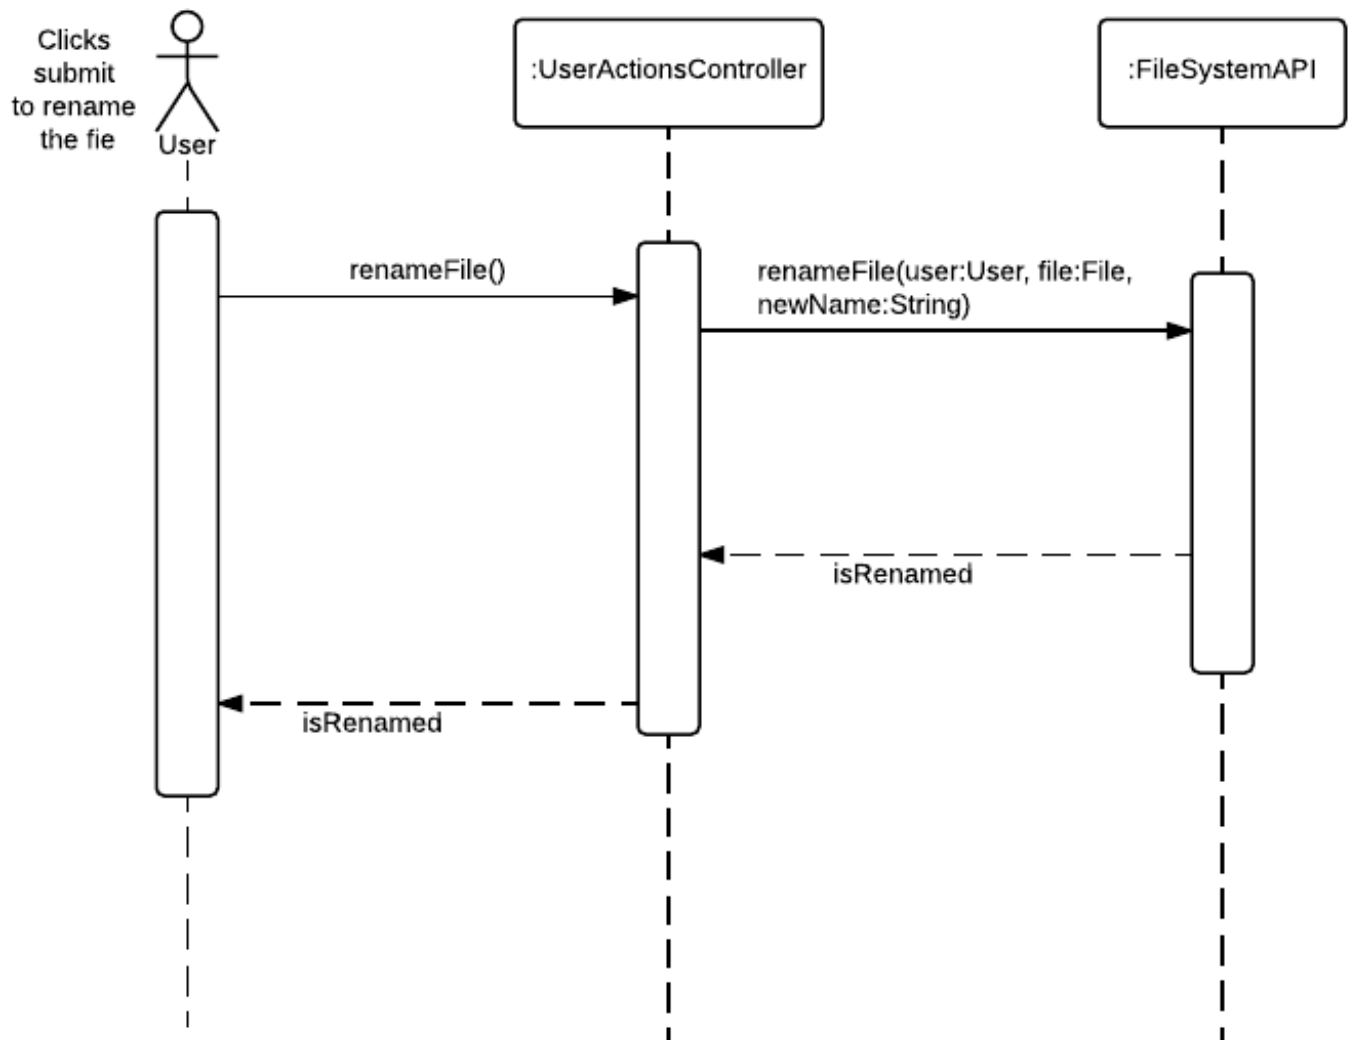 Clicks
submit
to rename
the fie
User
:UserActionsController
:FileSystemAPI
renameFile()
renameFile(user:User, file:File,
newName:String)
isRenamed
isRenamed